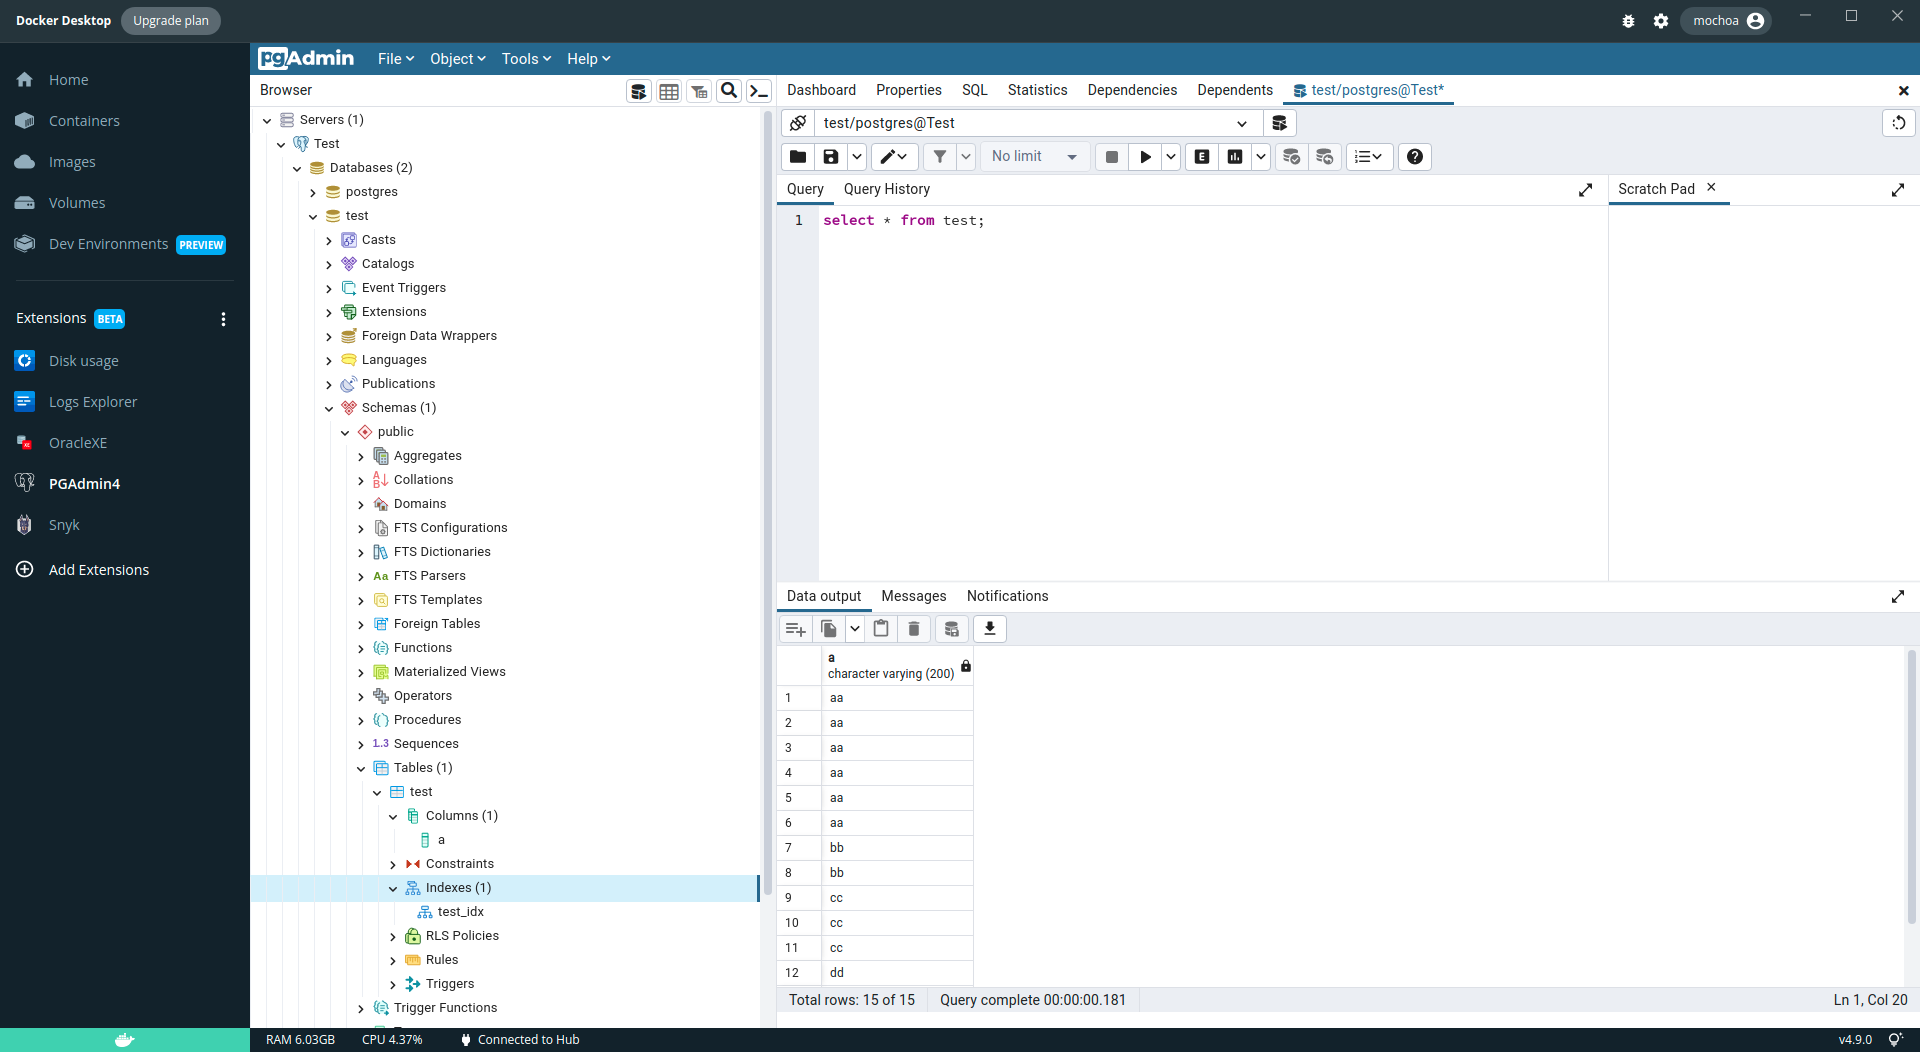 Docker Desktop Upgrade plan mochoa
Home
Containers
Images
Volumes
Dev Environments PREVIEW
Extensions BETA
Disk usage
Logs Explorer
OracleXE
PGAdmin4
Snyk
Add Extensions
pgAdmin File Object Tools Help
Browser
Servers (1)
Test
Databases (2)
postgres
test
Casts
Catalogs
Event Triggers
Extensions
Foreign Data Wrappers
Languages
Publications
Schemas (1)
public
Aggregates
Collations
Domains
FTS Configurations
FTS Dictionaries
Aa FTS Parsers
FTS Templates
Foreign Tables
Functions
Materialized Views
Operators
Procedures
1..3 Sequences
Tables (1)
test
Columns (1)
a
Constraints
Indexes (1)
test_idx
RLS Policies
Rules
Triggers
Trigger Functions
Dashboard Properties SQL Statistics Dependencies Dependents test/postgres@Test*
test/postgres@Test
No limit E
Query Query History Scratch Pad
1 select * from test;
Data output Messages Notifications
a
character varying (200)
1 aa
2 aa
3 aa
4 aa
5 aa
6 aa
7 bb
8 bb
9 cc
10 cc
11 cc
12 dd
Total rows: 15 of 15 Query complete 00:00:00.181 Ln 1, Col 20
RAM 6.03GB CPU 4.37% Connected to Hub v4.9.0